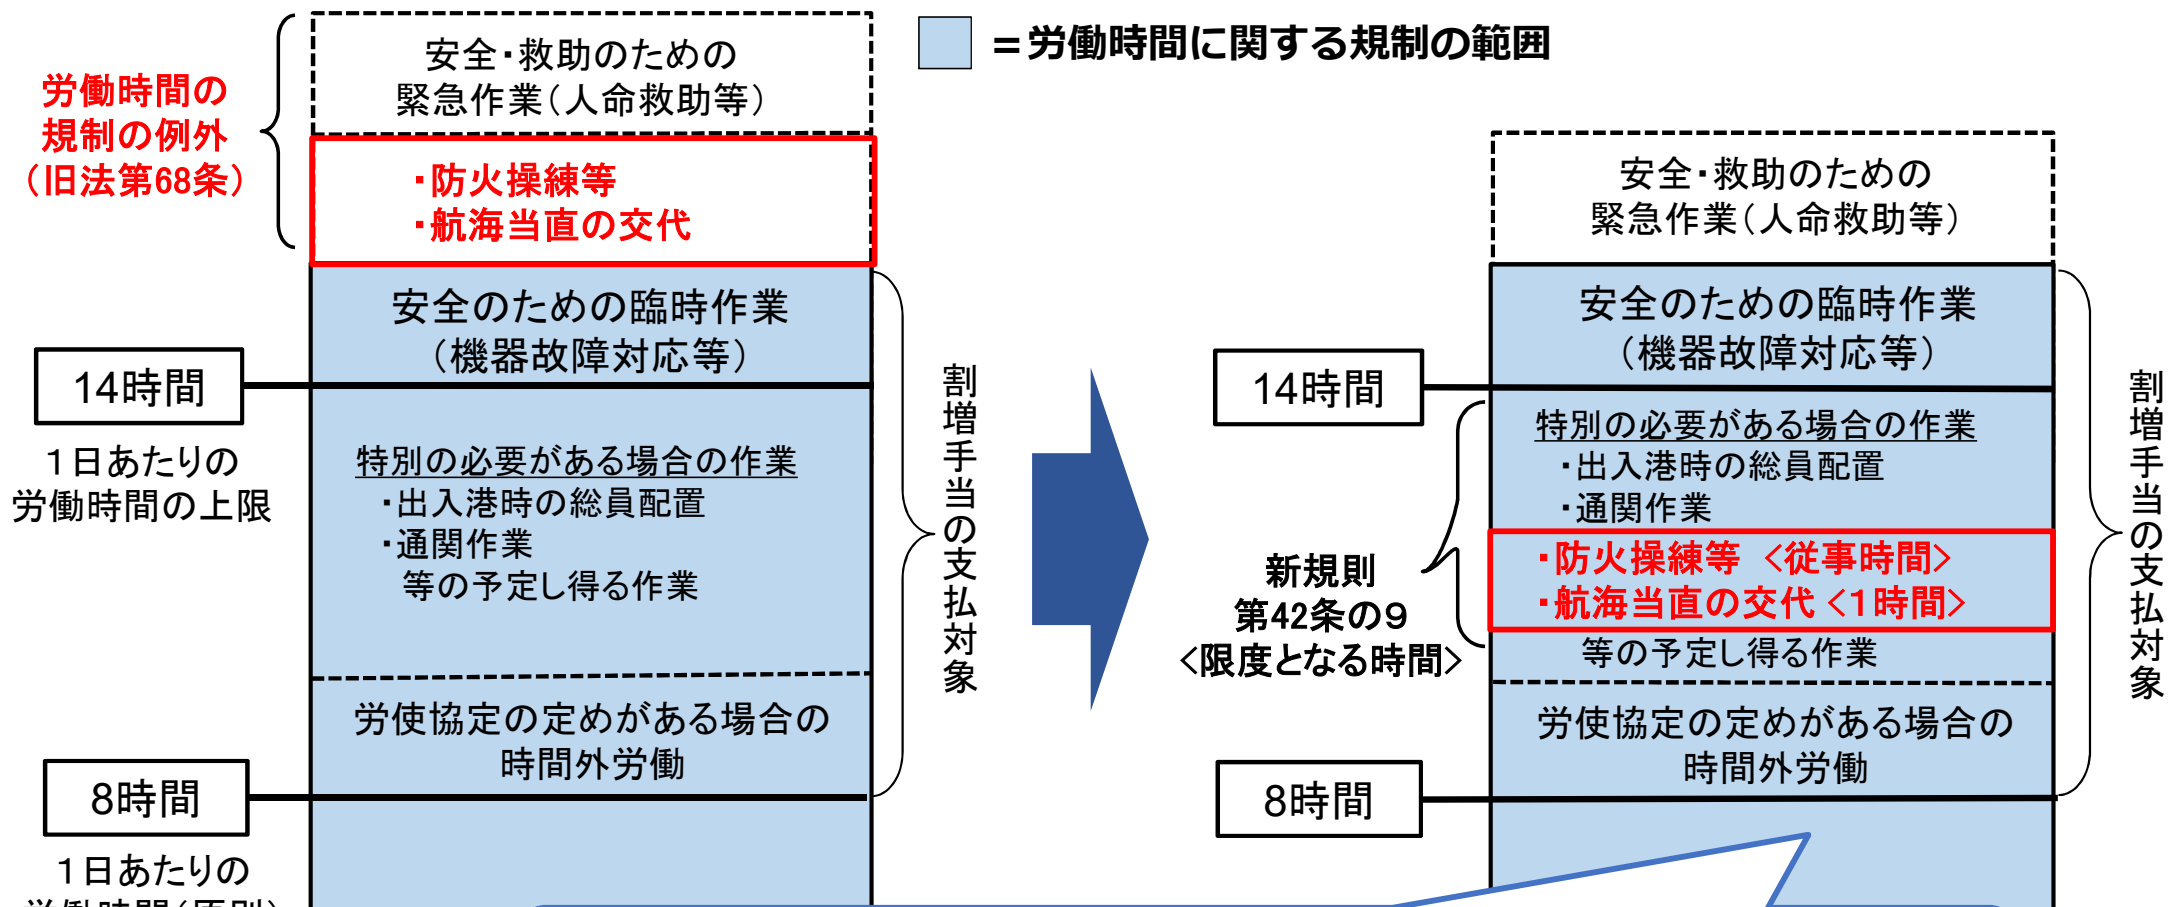 ＝労働時間に関する規制の範囲
労働時間の
規制の例外
（旧法第68条）
安全・救助のための
緊急作業（人命救助等）
・防火操練等
・航海当直の交代
安全のための臨時作業
（機器故障対応等）
14時間
１日あたりの
労働時間の上限
特別の必要がある場合の作業
・出入港時の総員配置
・通関作業
等の予定し得る作業
労使協定の定めがある場合の
時間外労働
8時間
１日あたりの
労働時間（原則）
割増手当の支払対象
安全・救助のための
緊急作業（人命救助等）
安全のための臨時作業
（機器故障対応等）
14時間
特別の必要がある場合の作業
・出入港時の総員配置
・通関作業
・防火操練等 <従事時間>
・航海当直の交代 <1時間>
等の予定し得る作業
新規則
第42条の９
<限度となる時間>
労使協定の定めがある場合の
時間外労働
8時間
割増手当の支払対象